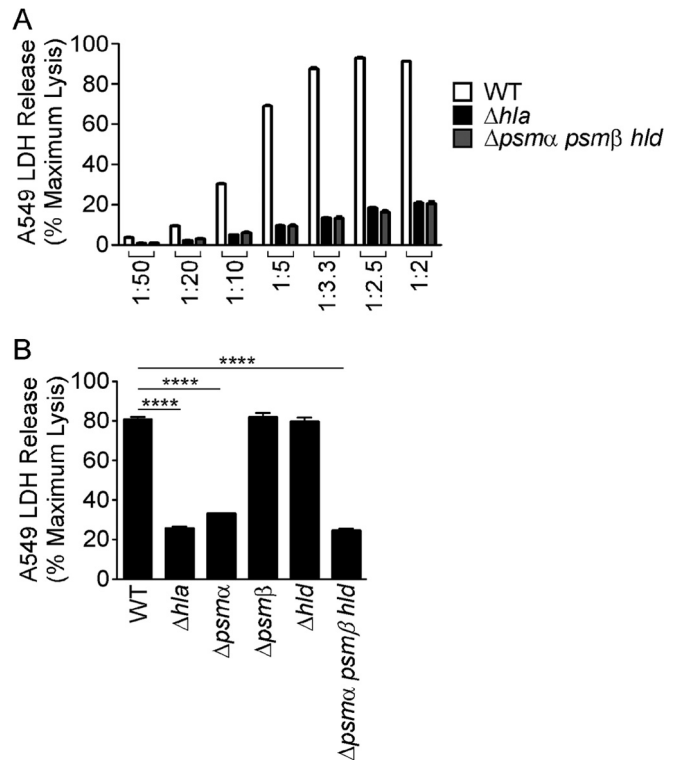 A
A549 LDH Release
(% Maximum Lysis)
100
80
60
40
20
0
1:50
1:20
1:10
1:5
1:3.3
1:2.5
1:2
WT
Δhla
Δpsmα psmβ hld
B
A549 LDH Release
(% Maximum Lysis)
100
80
60
40
20
0
****
****
****
WT
Δhla
Δpsmα
Δpsmβ
Δhld
Δpsmα psmβ hld